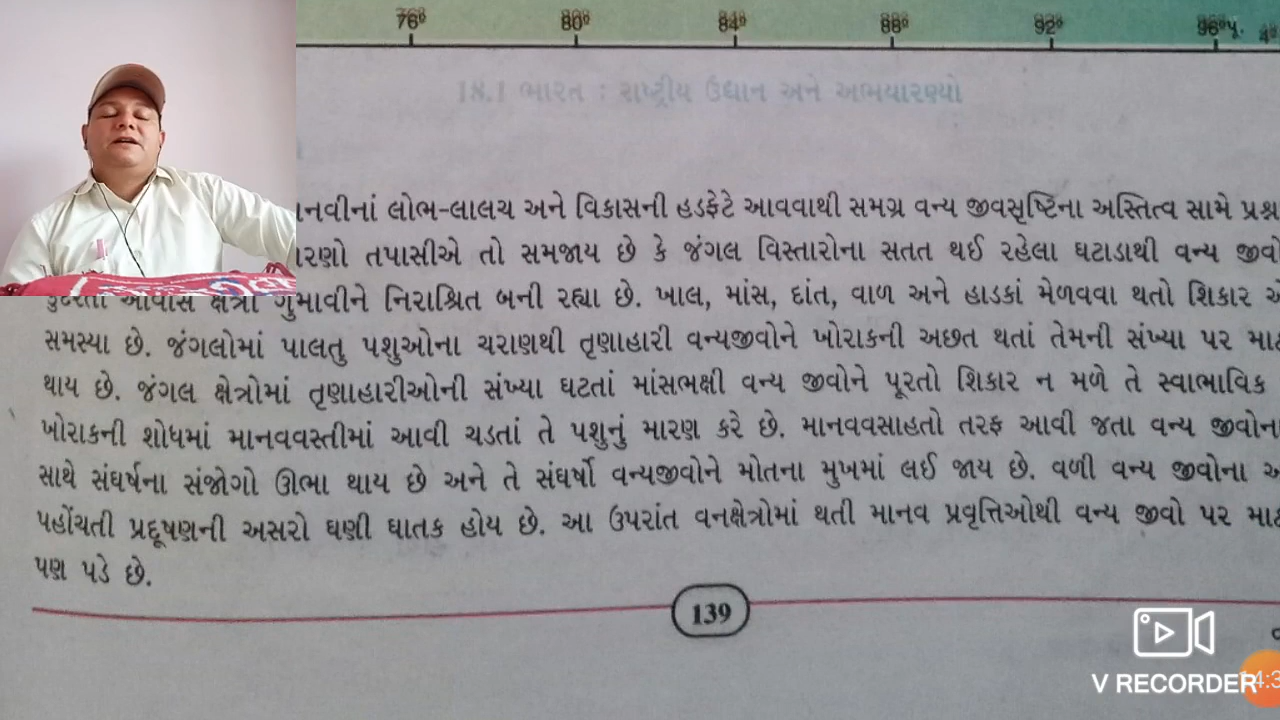 76° 80° 84° 88° 92° 96°પૂ.
18.1 ભારત : રાષ્ટ્રીય ઉદ્યાન અને અભયારણ્યો
લોભ-લાલચ અને વિકાસની હડફેટે આવવાથી સમગ્ર વન્ય જીવસૃષ્ટિના અસ્તિત્વ સામે પ્રશ્ન
તપાસીએ તો સમજાય છે કે જંગલ વિસ્તારોના સતત થઈ રહેલા ઘટાડાથી વન્ય
ગુમાવીને નિરાશ્રિત બની રહ્યા છે. ખાલ, માંસ, દાંત, વાળ અને હાડકાં મેળવવા થતો શિકાર
સમસ્યા છે. જંગલોમાં પાલતુ પશુઓના ચરાણથી તૃણાહારી વન્યજીવોને ખોરાકની અછત થતાં તેમની સંખ્યા પર
થાય છે. જંગલ ક્ષેત્રોમાં તૃણાહારીઓની સંખ્યા ઘટતાં માંસભક્ષી વન્ય જીવોને પૂરતો શિકાર ન મળે તે સ્વાભાવિક
ખોરાકની શોધમાં માનવવસ્તીમાં આવી ચડતાં તે પશુનું મારણ કરે છે. માનવવસાહતો તરફ આવી જતા વન્ય
સાથે સંઘર્ષના સંજોગો ઊભા થાય છે અને તે સંઘર્ષો વન્યજીવોને મોતના મુખમાં લઈ જાય છે. વળી વન્ય જીવોના
પહોંચતી પ્રદૂષણની અસરો ઘણી ઘાતક હોય છે. આ ઉપરાંત વનક્ષેત્રોમાં થતી માનવ પ્રવૃત્તિઓથી વન્ય જીવો પર
પણ પડે છે.
139
V RECORDER